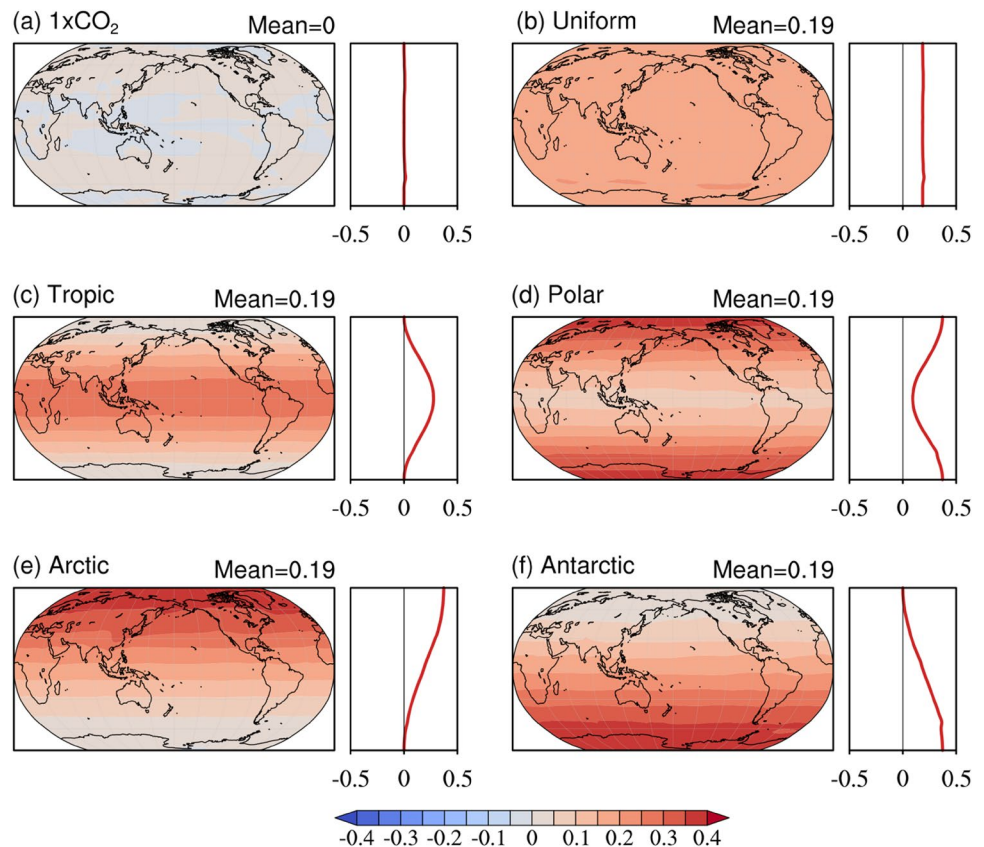 (a) 1xCO₂ Mean=0 (b) Uniform Mean=0.19
-0.5 0 0.5 -0.5 0 0.5
(c) Tropic Mean=0.19 (d) Polar Mean=0.19
-0.5 0 0.5 -0.5 0 0.5
(e) Arctic Mean=0.19 (f) Antarctic Mean=0.19
-0.5 0 0.5 -0.5 0 0.5
-0.4 -0.3 -0.2 -0.1 0 0.1 0.2 0.3 0.4